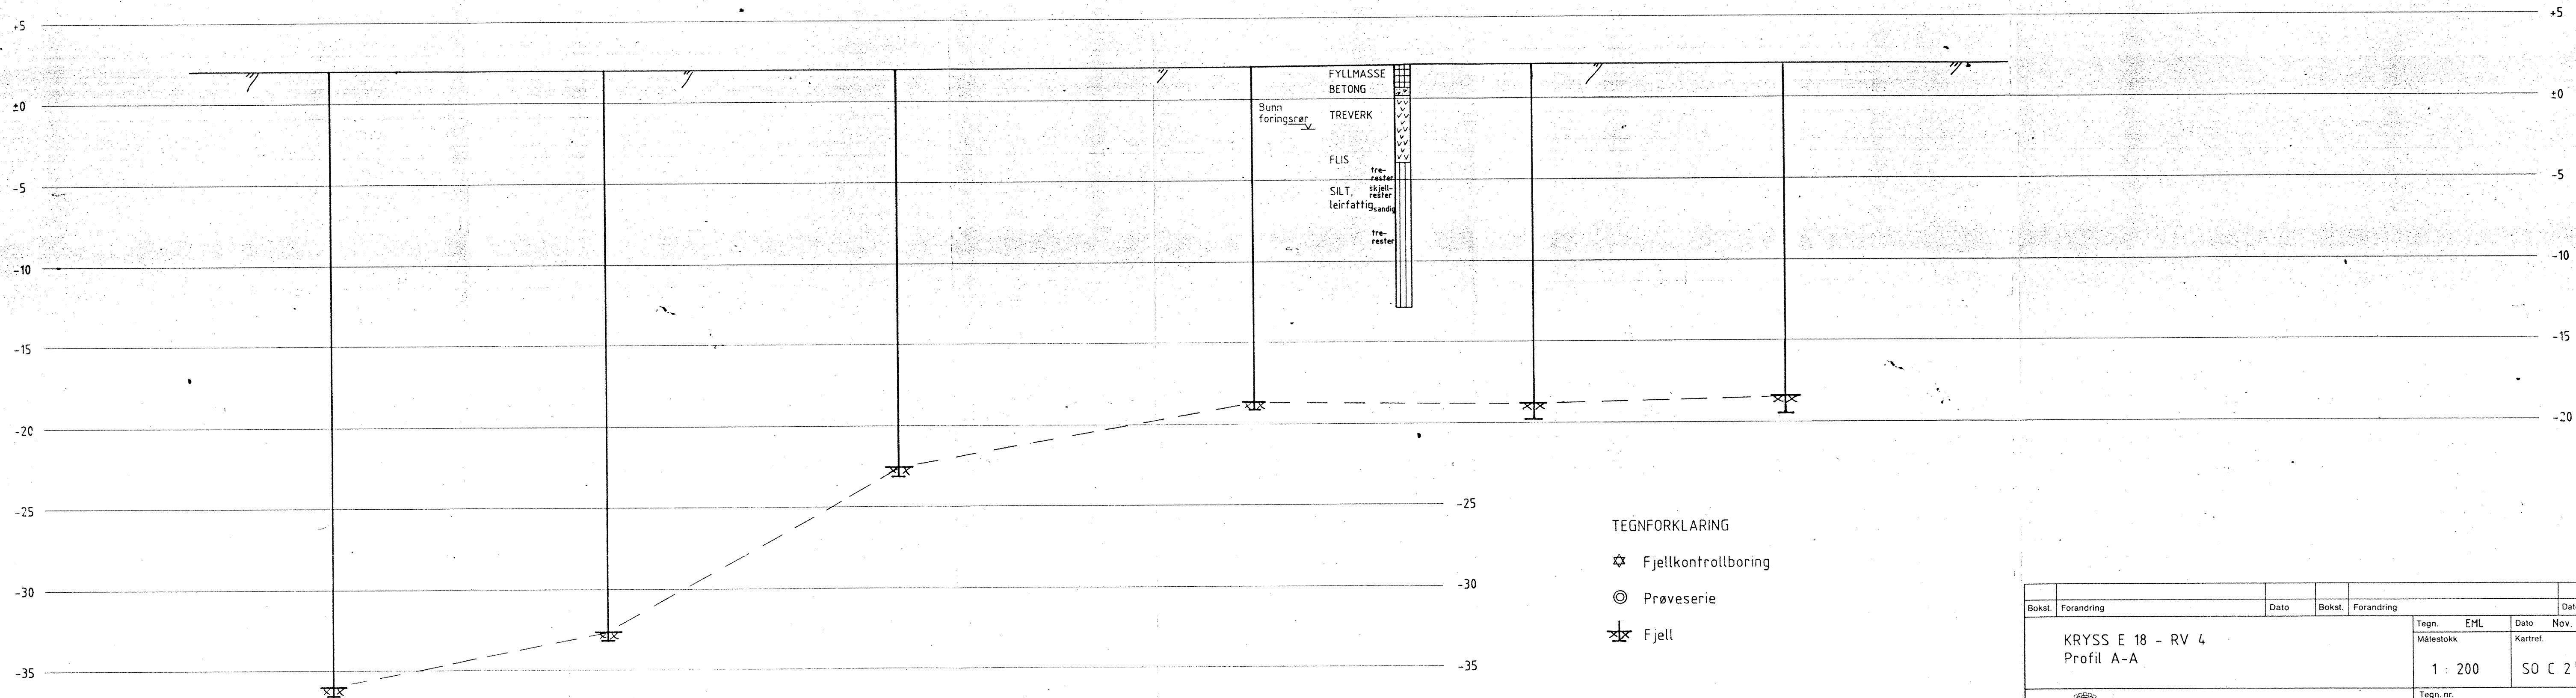 +5
+5
±0
±0
-5
-5
-10
-10
-15
-15
-20
-20
-25
-25
-30
-30
-35
-35
FYLLMASSE
BETONG
Bunn
foringsrør
TREVERK
FLIS
tre-
rester
SILT,
leirfattig
skjell-
rester
sandig
tre-
rester
TEGNFORKLARING
Fjellkontrollboring
Prøveserie
Fjell
Bokst. Forandring Dato Bokst. Forandring
KRYSS E 18 - RV 4
Profil A-A
Tegn. EML
Dato Nov.
Målestokk
1 : 200
Kartref.
SO C 2
Tegn. nr.